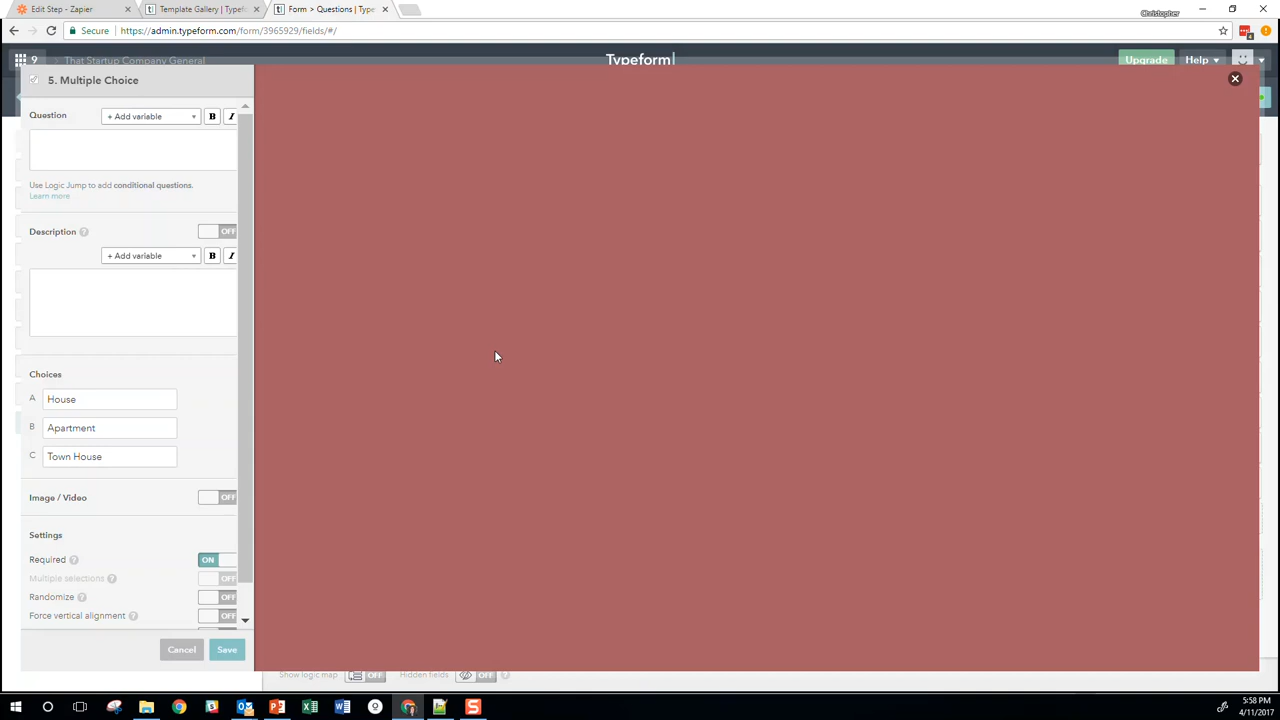 Edit Step - Zapier
Template Gallery | Typef
Form > Questions | Type
Christopher
Secure
https://admin.typeform.com/form/3965929/fields/#/
9
That Startup Company General
Typeform
Upgrade
Help
5. Multiple Choice
Question
+ Add variable
B
I
Use Logic Jump to add conditional questions.
Learn more
Description ?
OFF
+ Add variable
B
I
Choices
A House
B Apartment
C Town House
Image / Video
OFF
Settings
Required ?
ON
Multiple selections ?
OFF
Randomize ?
OFF
Force vertical alignment ?
OFF
Cancel
Save
Show logic map
OFF
Hidden fields
OFF
?
5:58 PM
4/11/2017